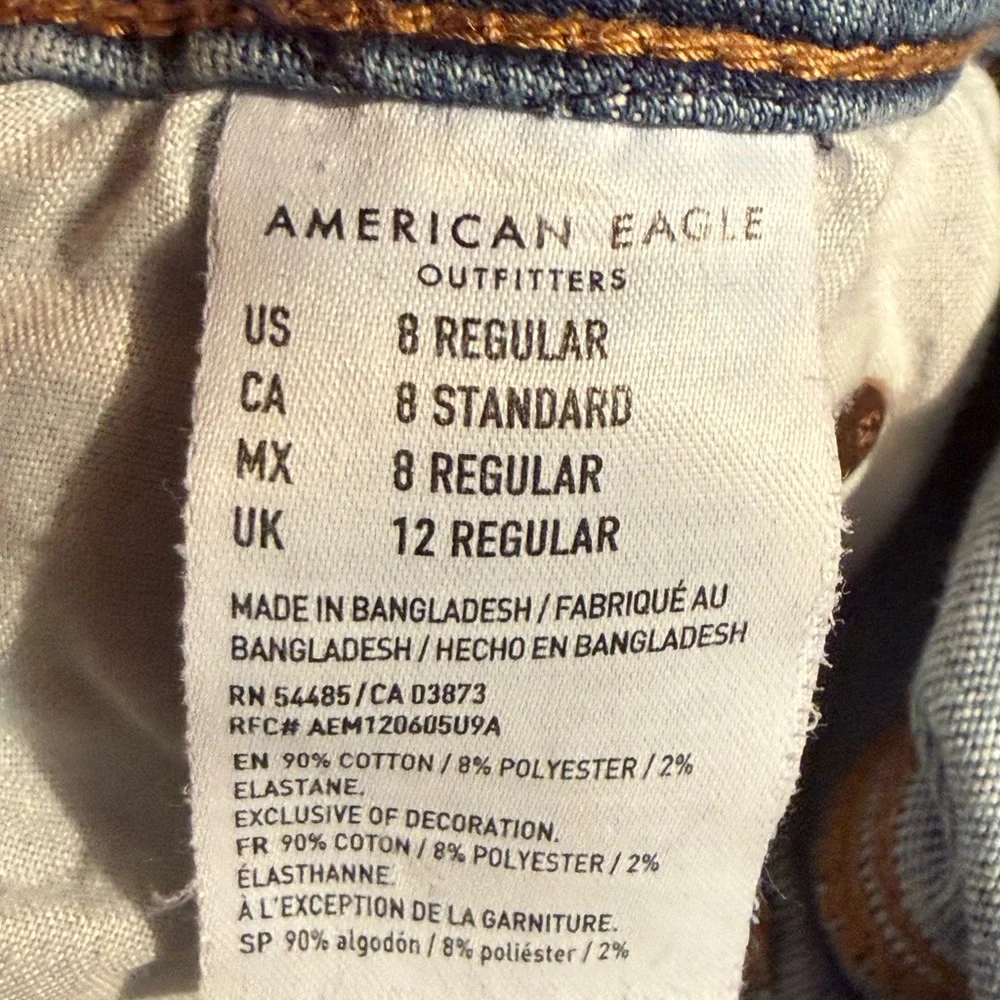 AMERICAN EAGLE
OUTFITTERS
US 8 REGULAR
CA 8 STANDARD
MX 8 REGULAR
UK 12 REGULAR
MADE IN BANGLADESH / FABRIQUÉ AU
BANGLADESH / HECHO EN BANGLADESH
RN 54485 / CA 03873
RFC# AEM120605U9A
EN 90% COTTON / 8% POLYESTER / 2%
ELASTANE.
EXCLUSIVE OF DECORATION.
FR 90% COTON / 8% POLYESTER / 2%
ÉLASTHANNE.
À L'EXCEPTION DE LA GARNITURE.
SP 90% algodón / 8% poliéster / 2%